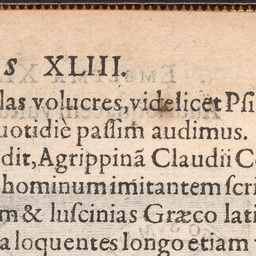 s XLIII.
las volucres, videlicet Psi
uotidiè passim audimus.
dit, Agrippinã Claudii C
hominum imitantem scri
m & luscinias Græco lati
a loquentes longo etiam